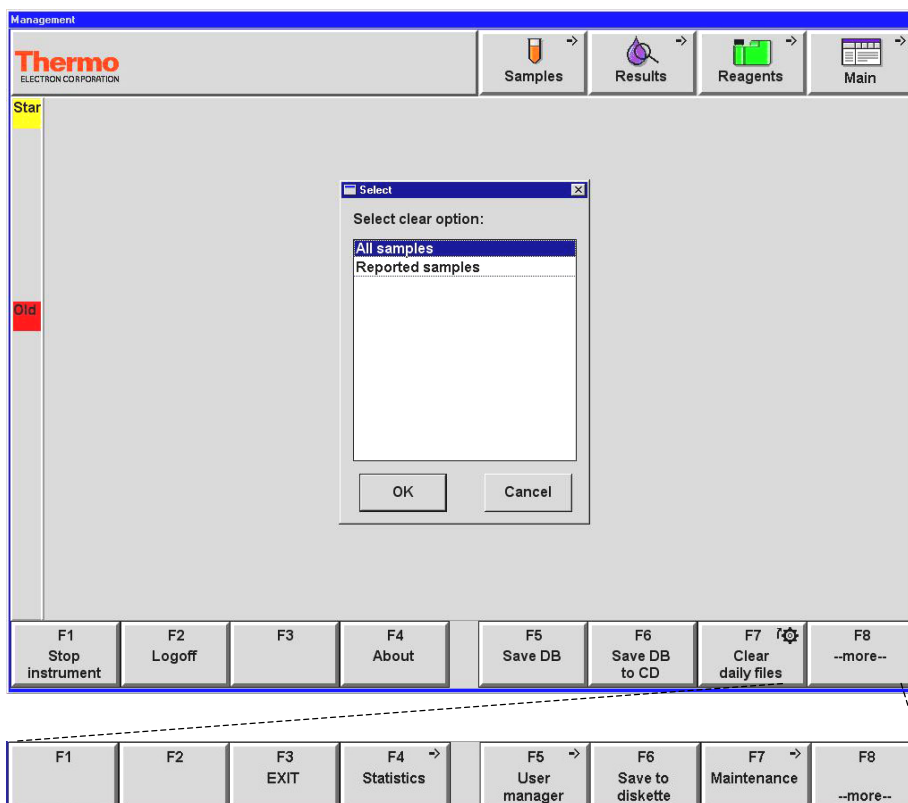 Management
Thermo
ELECTRON CORPORATION
Samples
Results
Reagents
Main
Star
Old
Select
Select clear option:
All samples
Reported samples
OK
Cancel
F1
Stop
instrument
F2
Logoff
F3
F4
About
F5
Save DB
F6
Save DB
to CD
F7
Clear
daily files
F8
--more--
F1
F2
F3
EXIT
F4
Statistics
F5
User
manager
F6
Save to
diskette
F7
Maintenance
F8
--more--